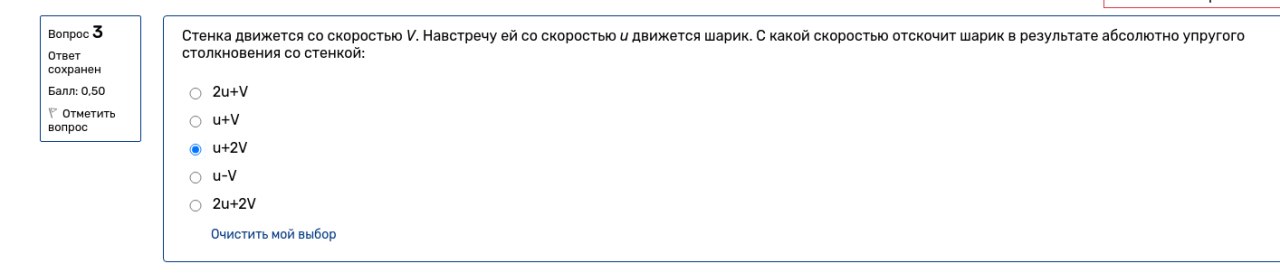 Вопрос 3
Ответ
сохранен
Балл: 0,50
Отметить
вопрос
Стенка движется со скоростью V. Навстречу ей со скоростью u движется шарик. С какой скоростью отскочит шарик в результате абсолютно упругого
столкновения со стенкой:
2u+V
u+V
u+2V
u-V
2u+2V
Очистить мой выбор